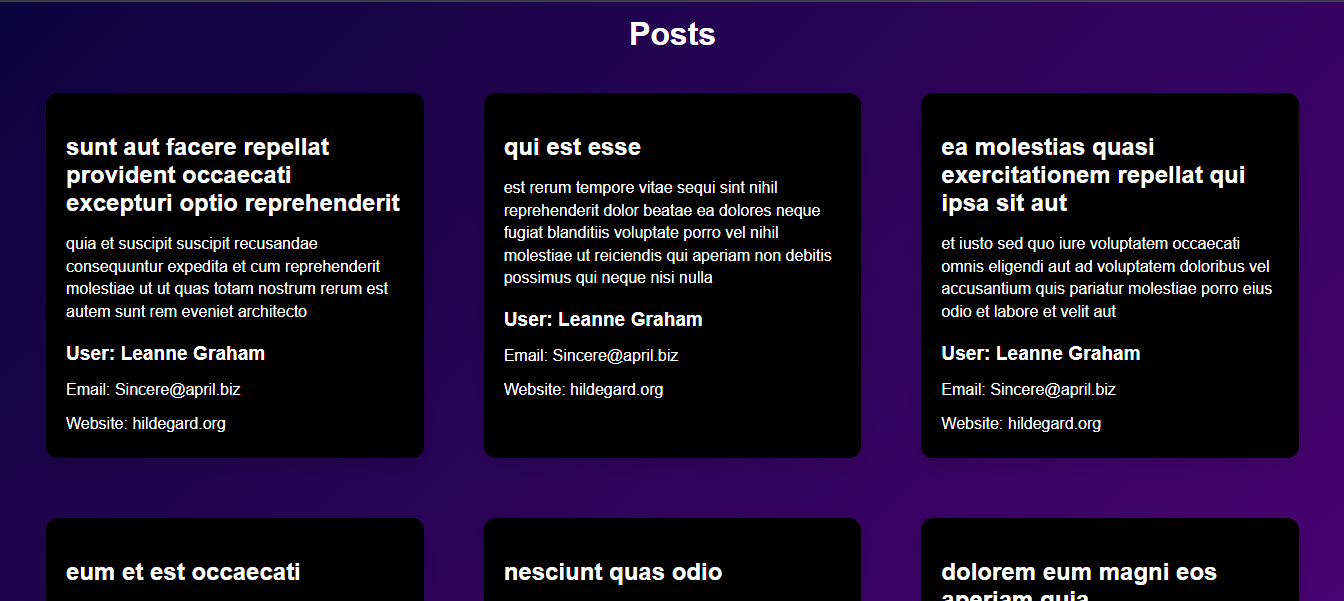 Posts
sunt aut facere repellat
provident occaecati
excepturi optio reprehenderit
quia et suscipit suscipit recusandae
consequuntur expedita et cum reprehenderit
molestiae ut ut quas totam nostrum rerum est
autem sunt rem eveniet architecto
User: Leanne Graham
Email: Sincere@april.biz
Website: hildegard.org
qui est esse
est rerum tempore vitae sequi sint nihil
reprehenderit dolor beatae ea dolores neque
fugiat blanditiis voluptate porro vel nihil
molestiae ut reiciendis qui aperiam non debitis
possimus qui neque nisi nulla
User: Leanne Graham
Email: Sincere@april.biz
Website: hildegard.org
ea molestias quasi
exercitationem repellat qui
ipsa sit aut
et iusto sed quo iure voluptatem occaecati
omnis eligendi aut ad voluptatem doloribus vel
accusantium quis pariatur molestiae porro eius
odio et labore et velit aut
User: Leanne Graham
Email: Sincere@april.biz
Website: hildegard.org
eum et est occaecati
nesciunt quas odio
dolorem eum magni eos
aperiam quia